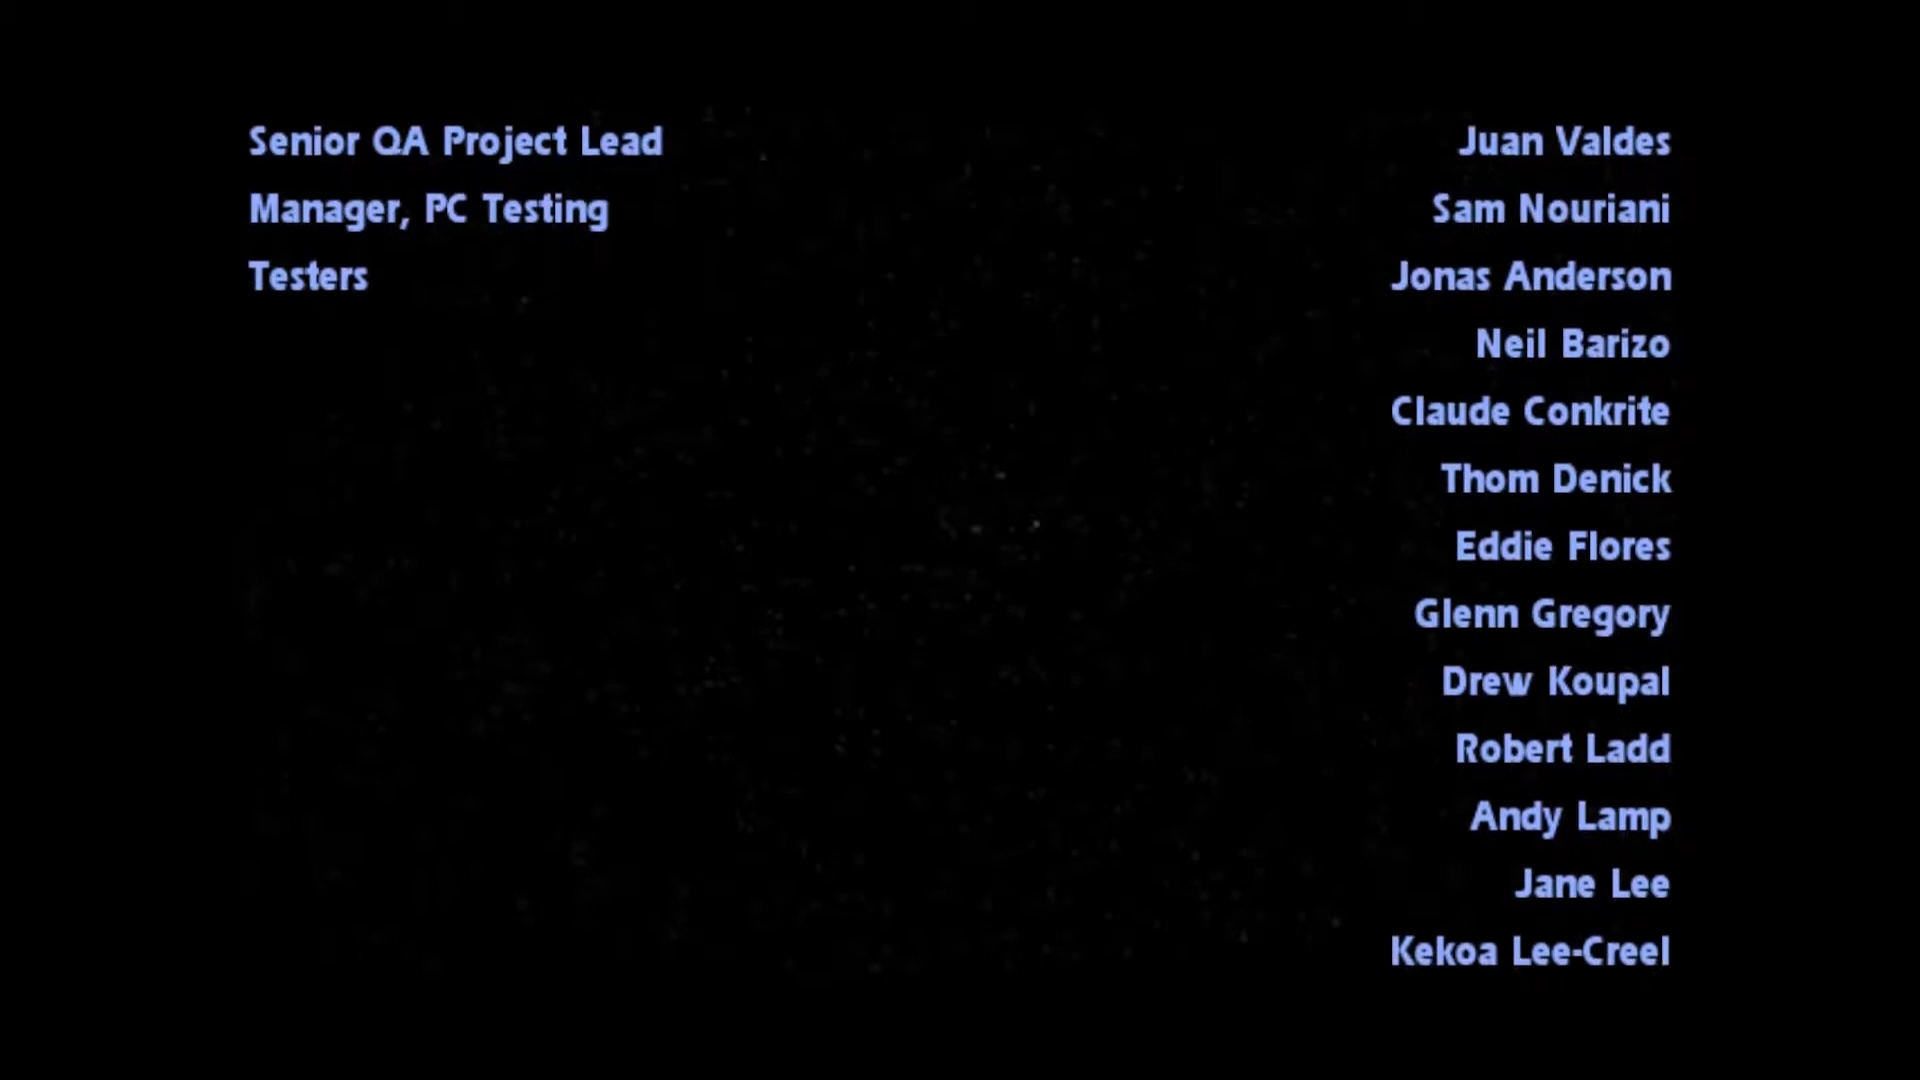 Senior QA Project Lead Juan Valdes
Manager, PC Testing Sam Nouriani
Testers Jonas Anderson
Neil Barizo
Claude Conkrite
Thom Denick
Eddie Flores
Glenn Gregory
Drew Koupal
Robert Ladd
Andy Lamp
Jane Lee
Kekoa Lee-Creel